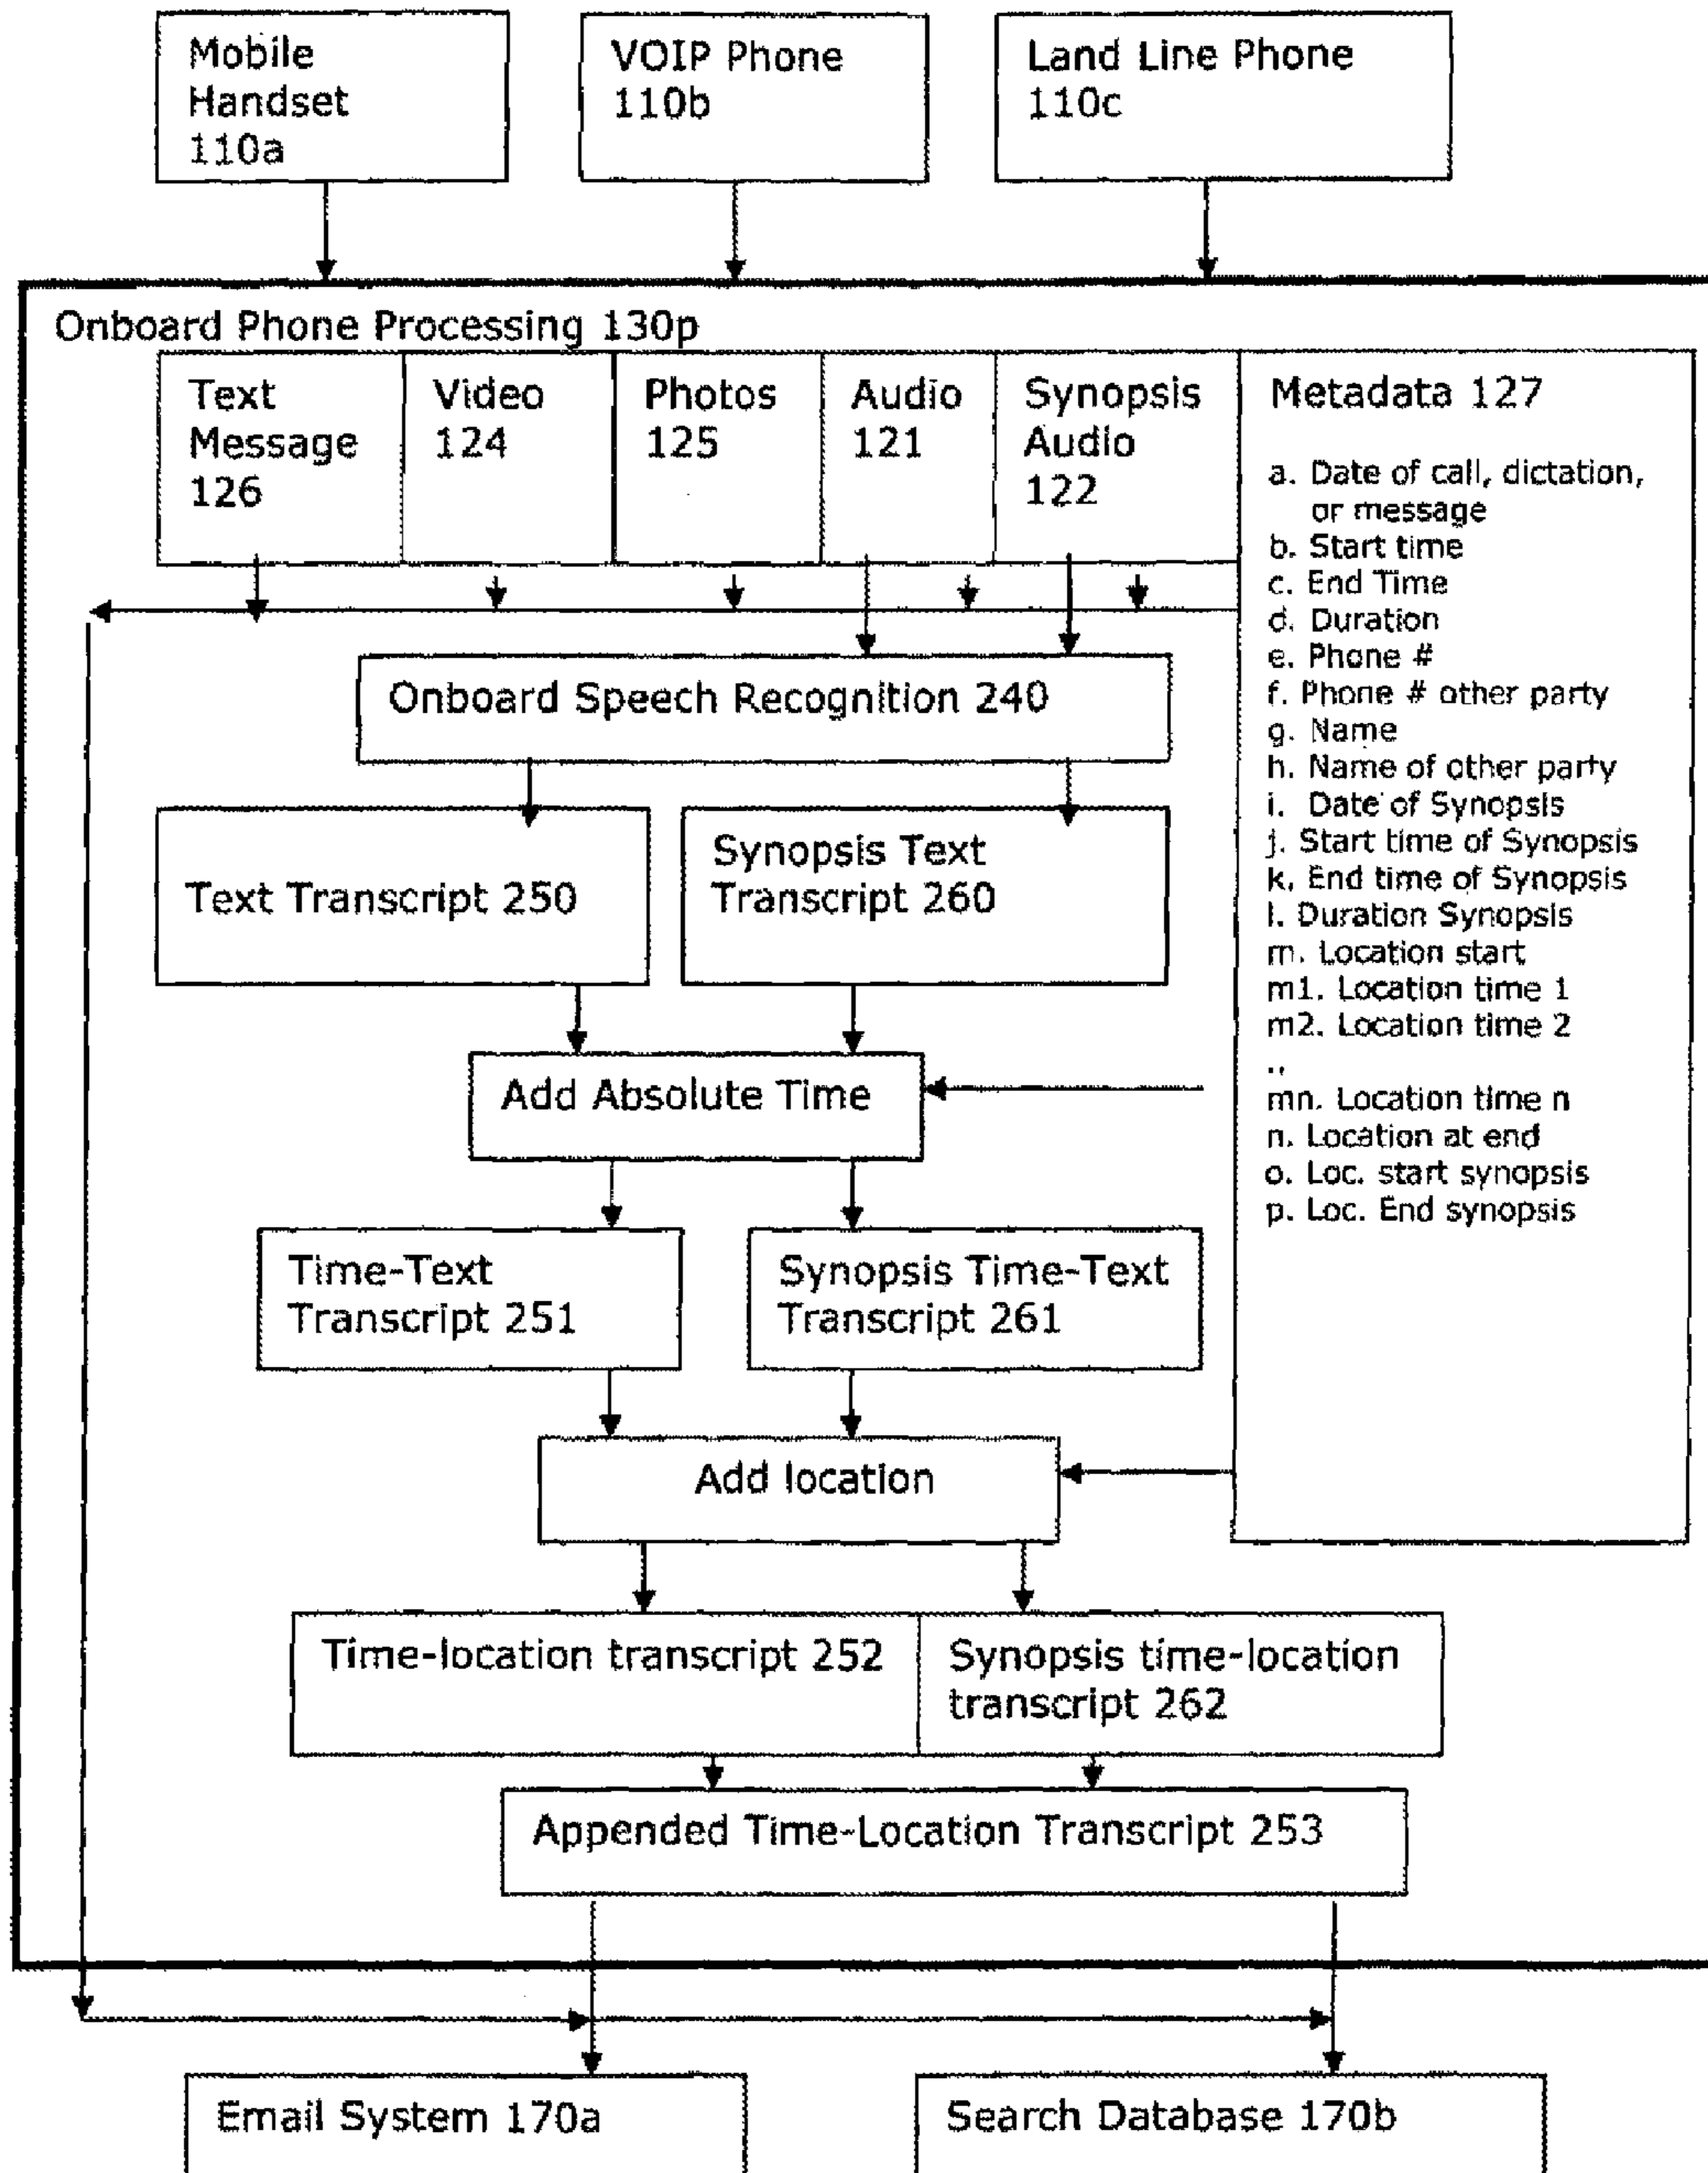 Mobile
Handset
110a
VOIP Phone
110b
Land Line Phone
110c
Onboard Phone Processing 130p
Text
Message
126
Video
124
Photos
125
Audio
121
Synopsis
Audio
122
Metadata 127
a. Date of call, dictation,
or message
b. Start time
c. End Time
d. Duration
e. Phone #
f. Phone # other party
g. Name
h. Name of other party
i. Date of Synopsis
j. Start time of Synopsis
k. End time of Synopsis
l. Duration Synopsis
m. Location start
m1. Location time 1
m2. Location time 2
..
mn. Location time n
n. Location at end
o. Loc. start synopsis
p. Loc. End synopsis
Onboard Speech Recognition 240
Text Transcript 250
Synopsis Text
Transcript 260
Add Absolute Time
Time-Text
Transcript 251
Synopsis Time-Text
Transcript 261
Add location
Time-location transcript 252
Synopsis time-location
transcript 262
Appended Time-Location Transcript 253
Email System 170a
Search Database 170b